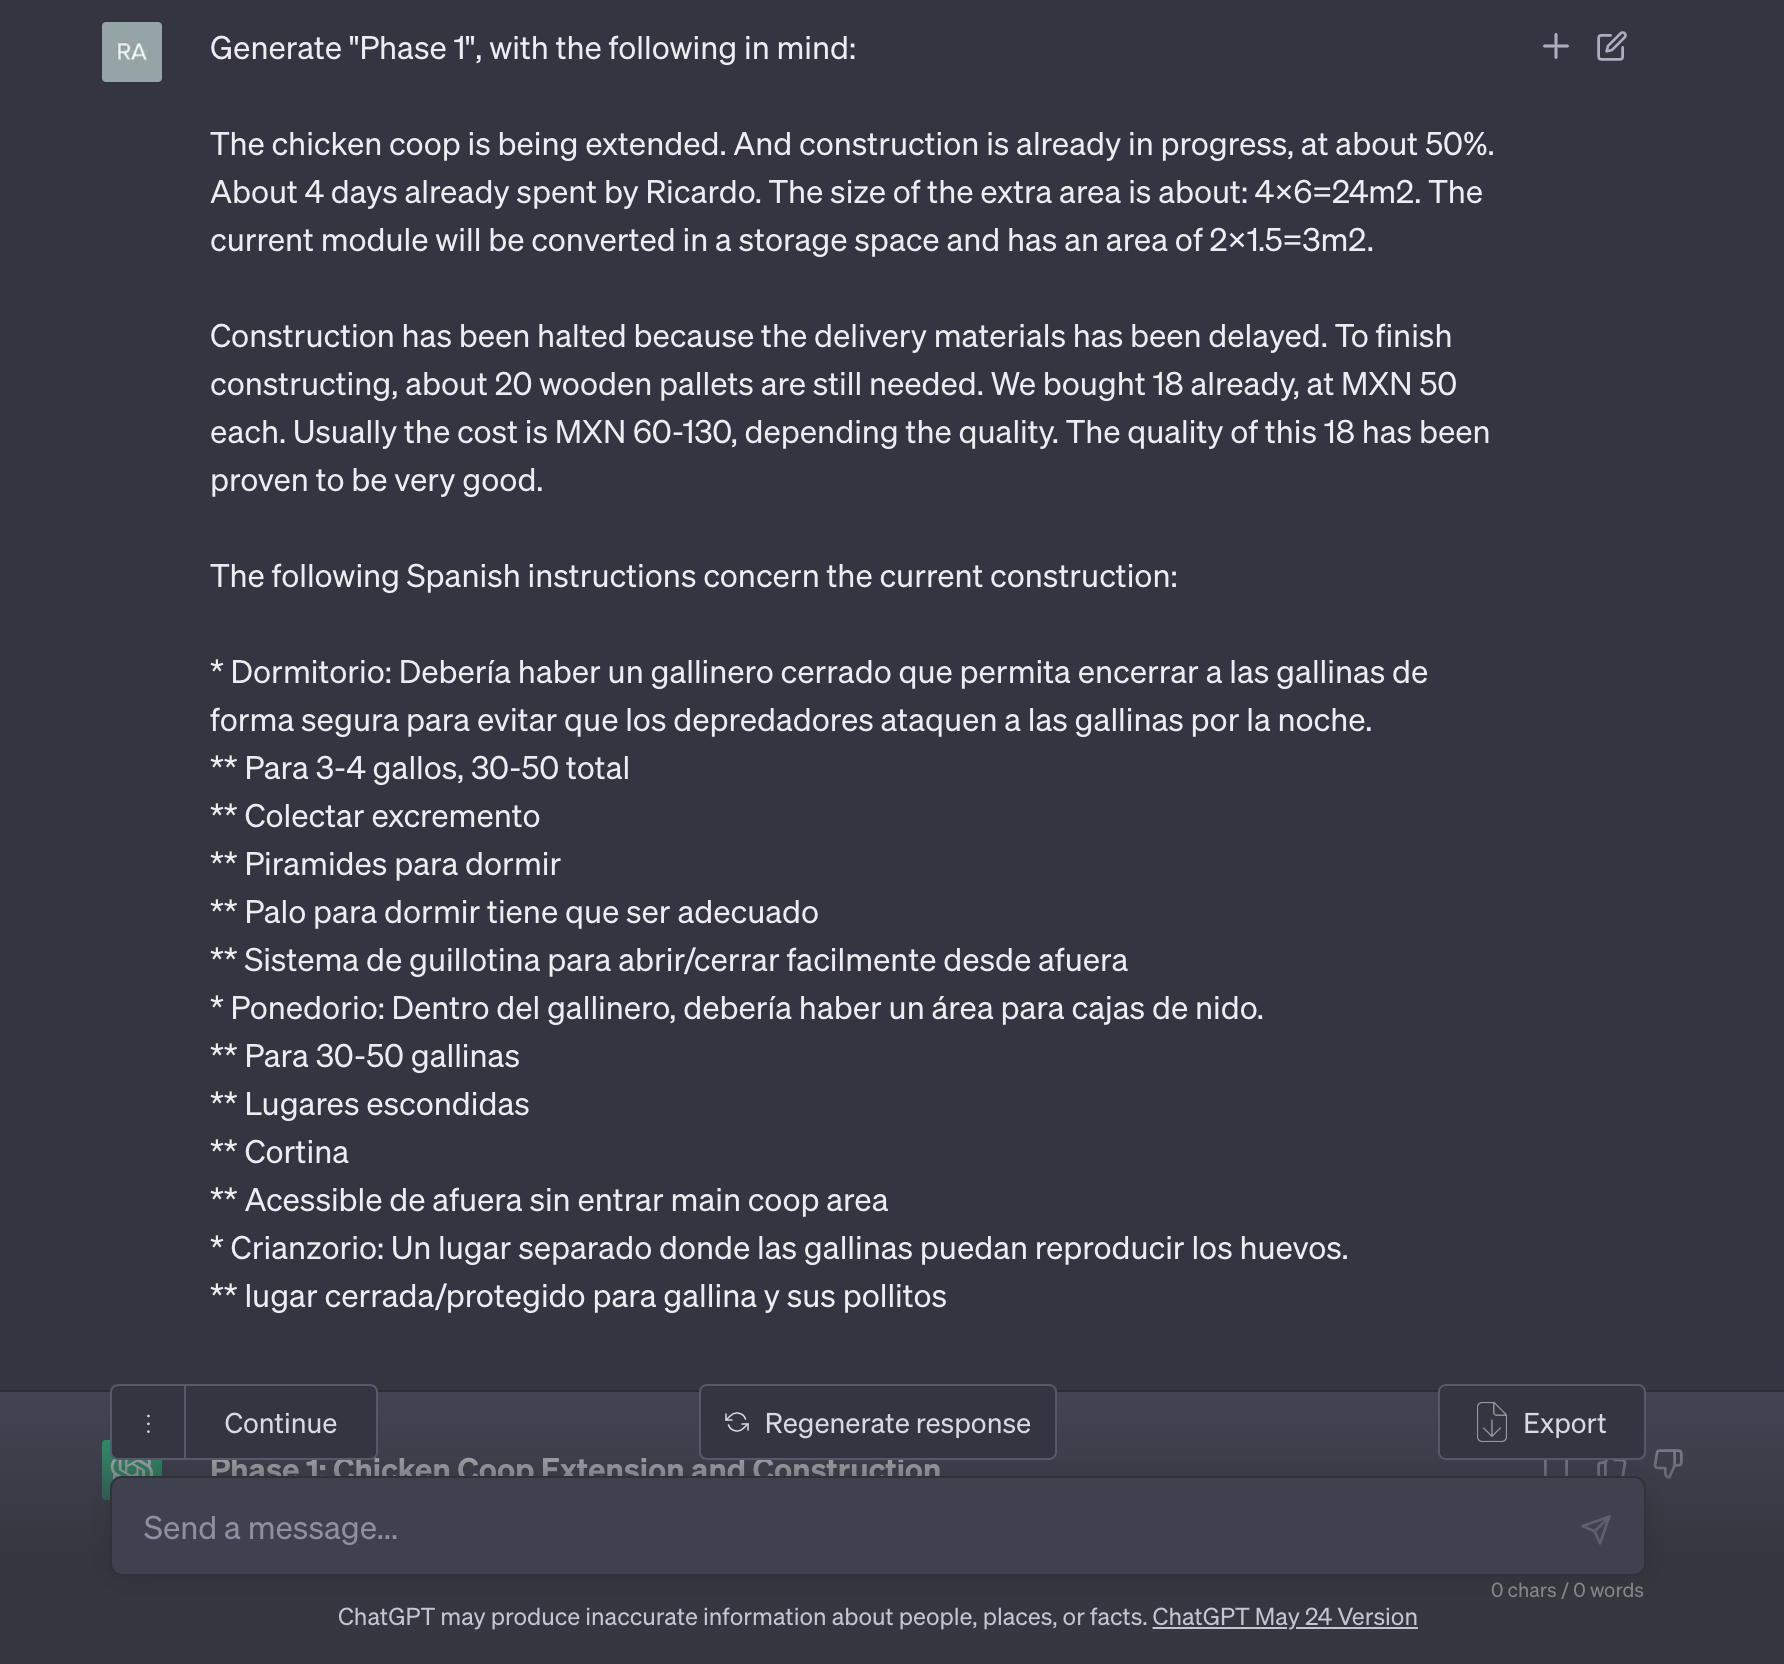 RA
Generate "Phase 1", with the following in mind:
The chicken coop is being extended. And construction is already in progress, at about 50%.
About 4 days already spent by Ricardo. The size of the extra area is about: 4×6=24m2. The
current module will be converted in a storage space and has an area of 2×1.5=3m2.
Construction has been halted because the delivery materials has been delayed. To finish
constructing, about 20 wooden pallets are still needed. We bought 18 already, at MXN 50
each. Usually the cost is MXN 60-130, depending the quality. The quality of this 18 has been
proven to be very good.
The following Spanish instructions concern the current construction:
* Dormitorio: Debería haber un gallinero cerrado que permita encerrar a las gallinas de
forma segura para evitar que los depredadores ataquen a las gallinas por la noche.
** Para 3-4 gallos, 30-50 total
** Colectar excremento
** Piramides para dormir
** Palo para dormir tiene que ser adecuado
** Sistema de guillotina para abrir/cerrar facilmente desde afuera
* Ponedorio: Dentro del gallinero, debería haber un área para cajas de nido.
** Para 30-50 gallinas
** Lugares escondidas
** Cortina
** Acessible de afuera sin entrar main coop area
* Crianzorio: Un lugar separado donde las gallinas puedan reproducir los huevos.
** lugar cerrada/protegido para gallina y sus pollitos
Continue
Regenerate response
Export
Phase 1: Chicken Coop Extension and Construction
Send a message...
0 chars / 0 words
ChatGPT may produce inaccurate information about people, places, or facts. ChatGPT May 24 Version